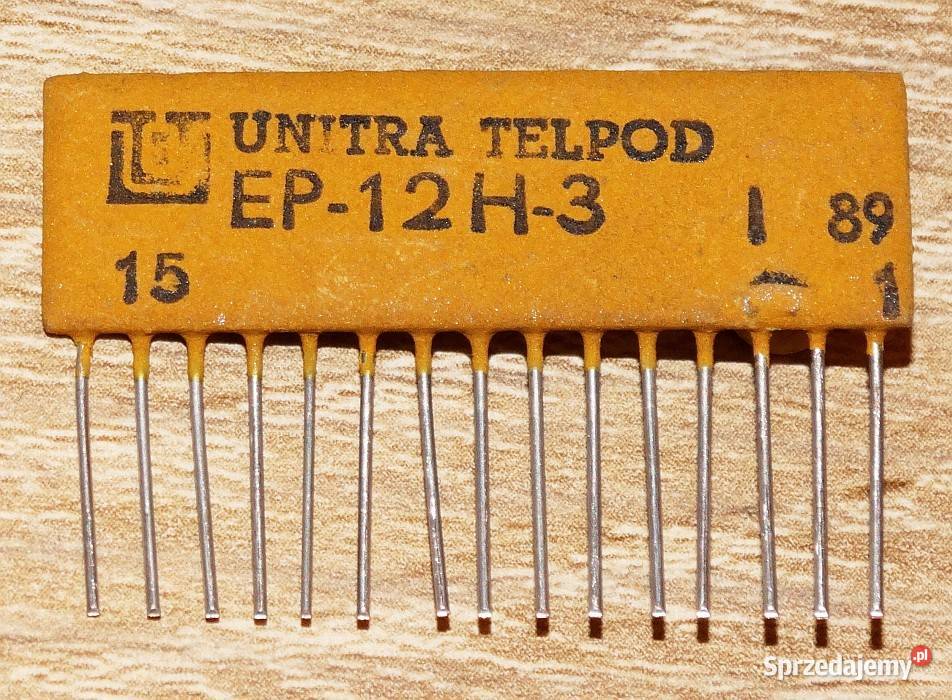 UNITRA TELPOD
EP-12H-3 I 89
15 1
Sprzedajemy.pl